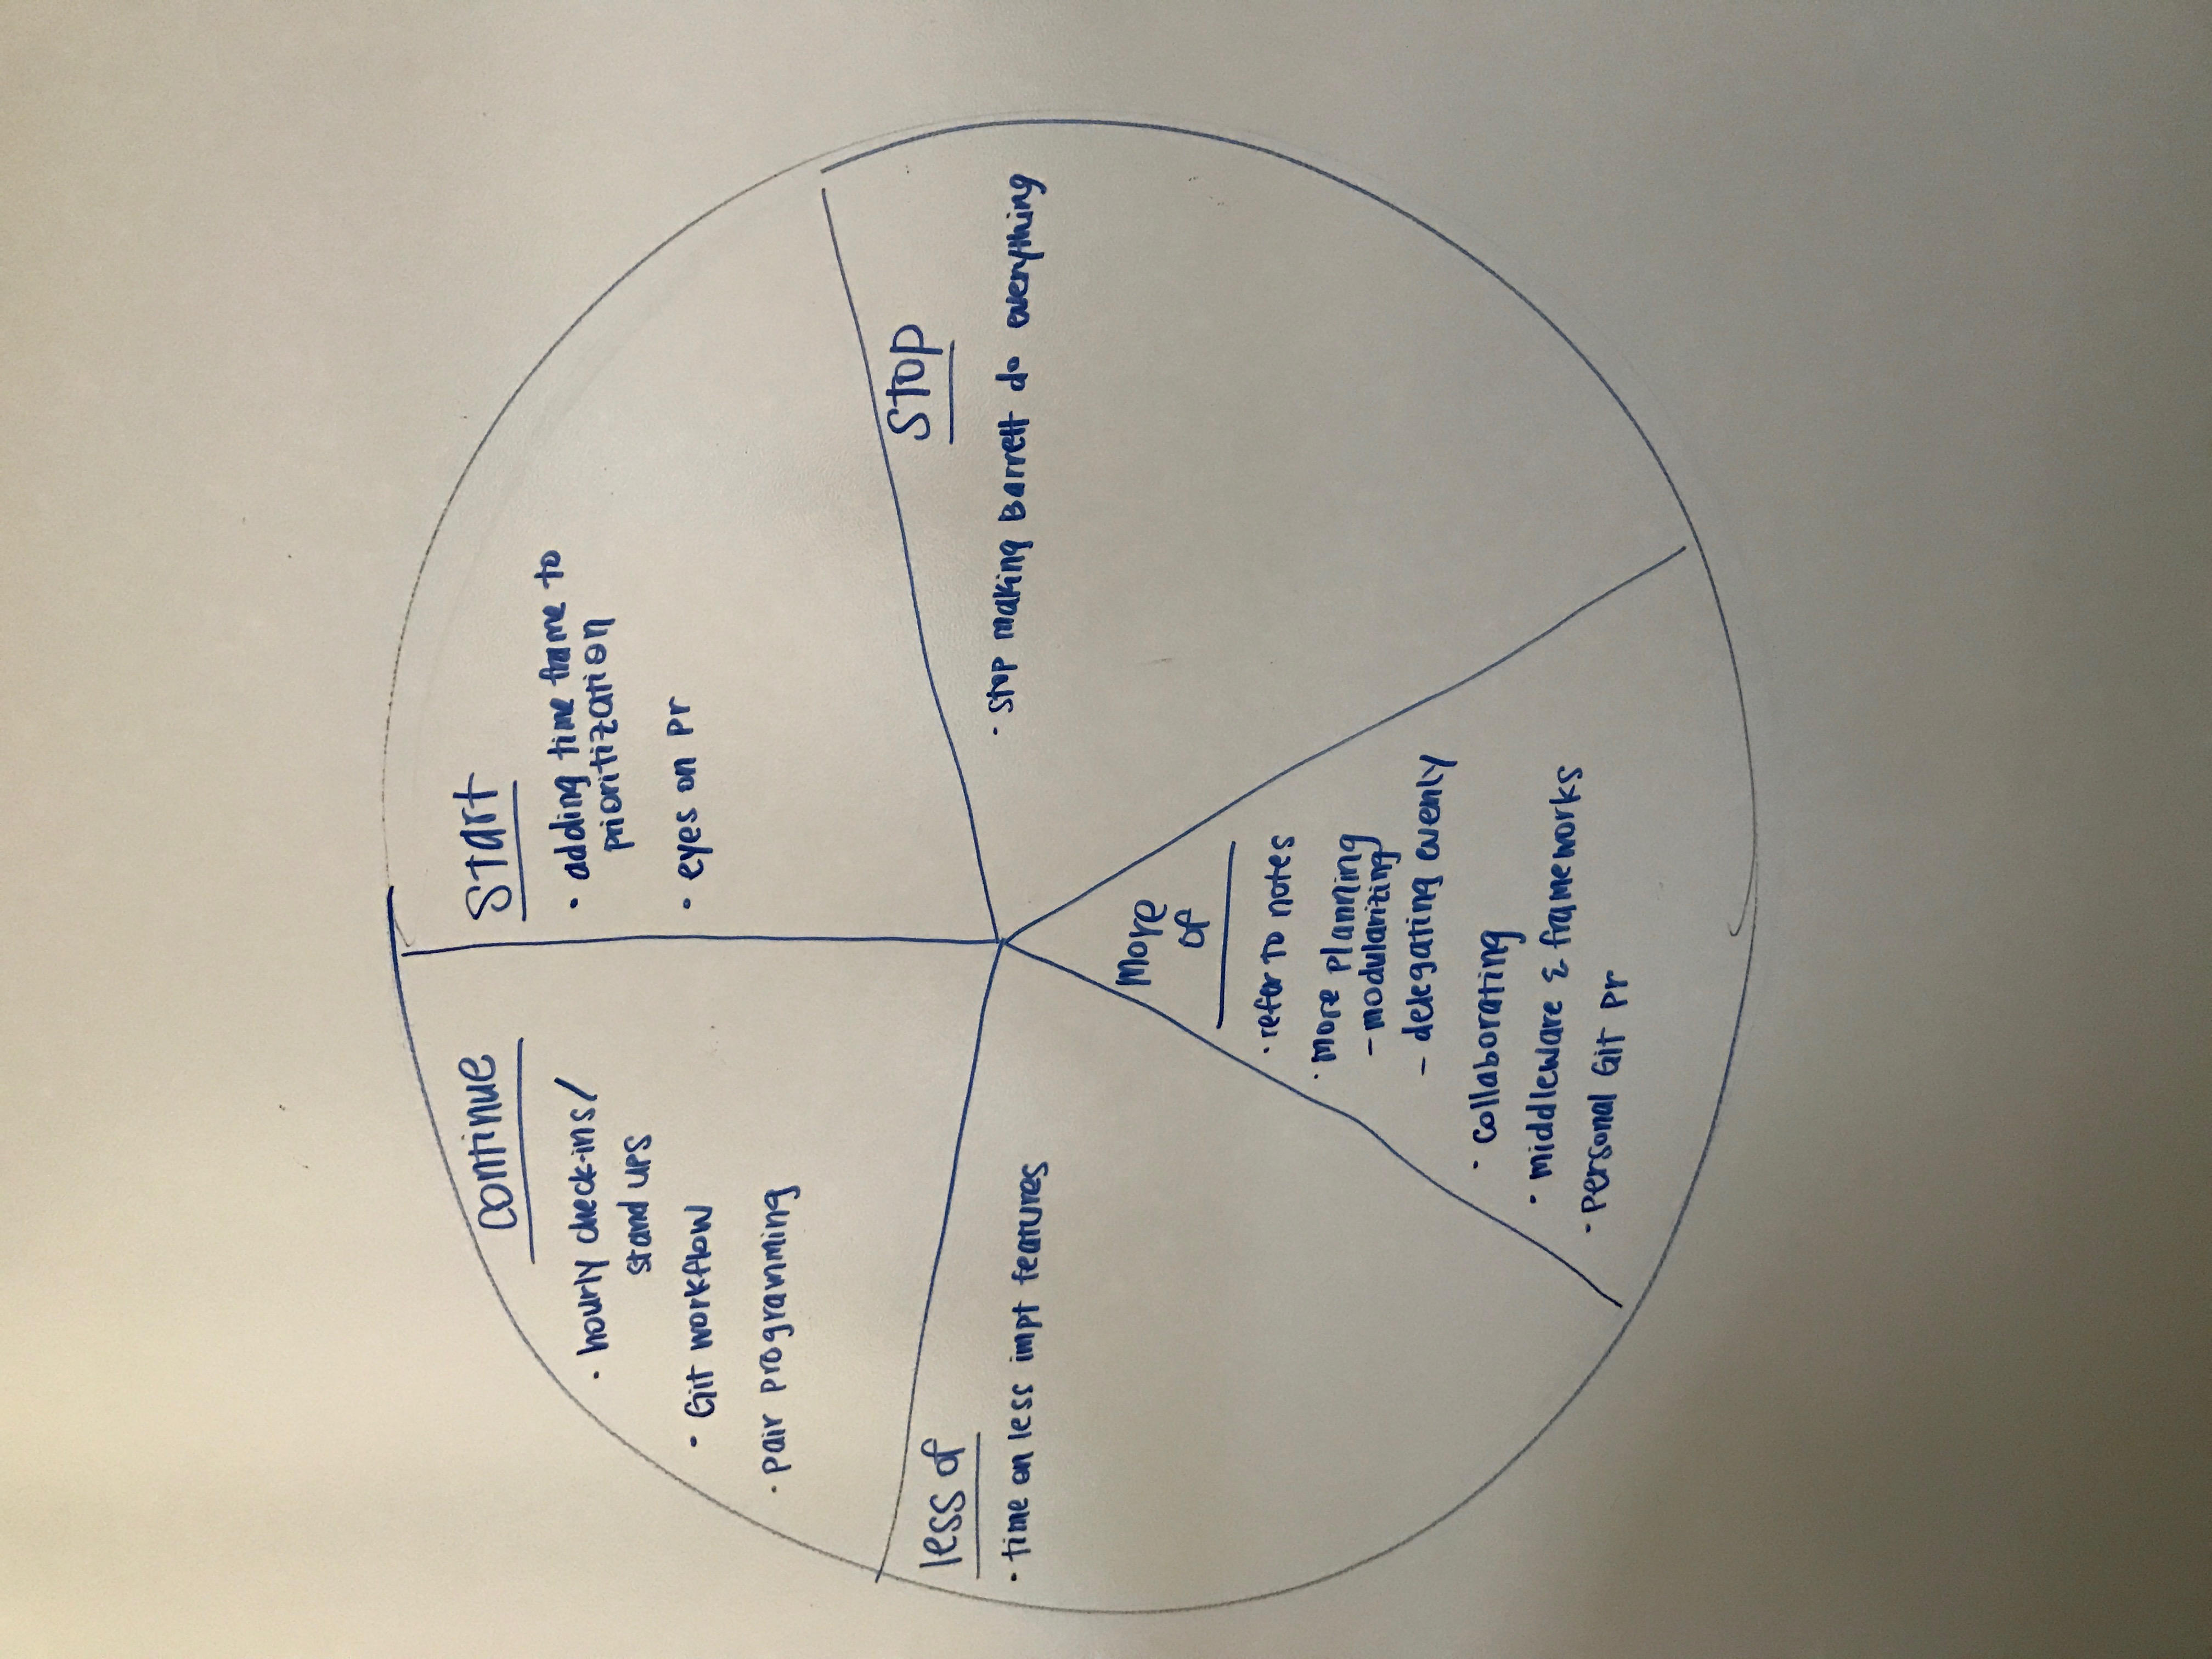 continue
· hourly check-ins/
stand ups
· Git workflow
· pair programming
start
· adding time frame to
prioritization
· eyes on pr
stop
· stop making Barrett do everything
less of
· time on less impt features
more
of
· refer to notes
· more planning
- modularizing
- delegating evenly
· collaborating
· middleware & frameworks
· personal Git pr